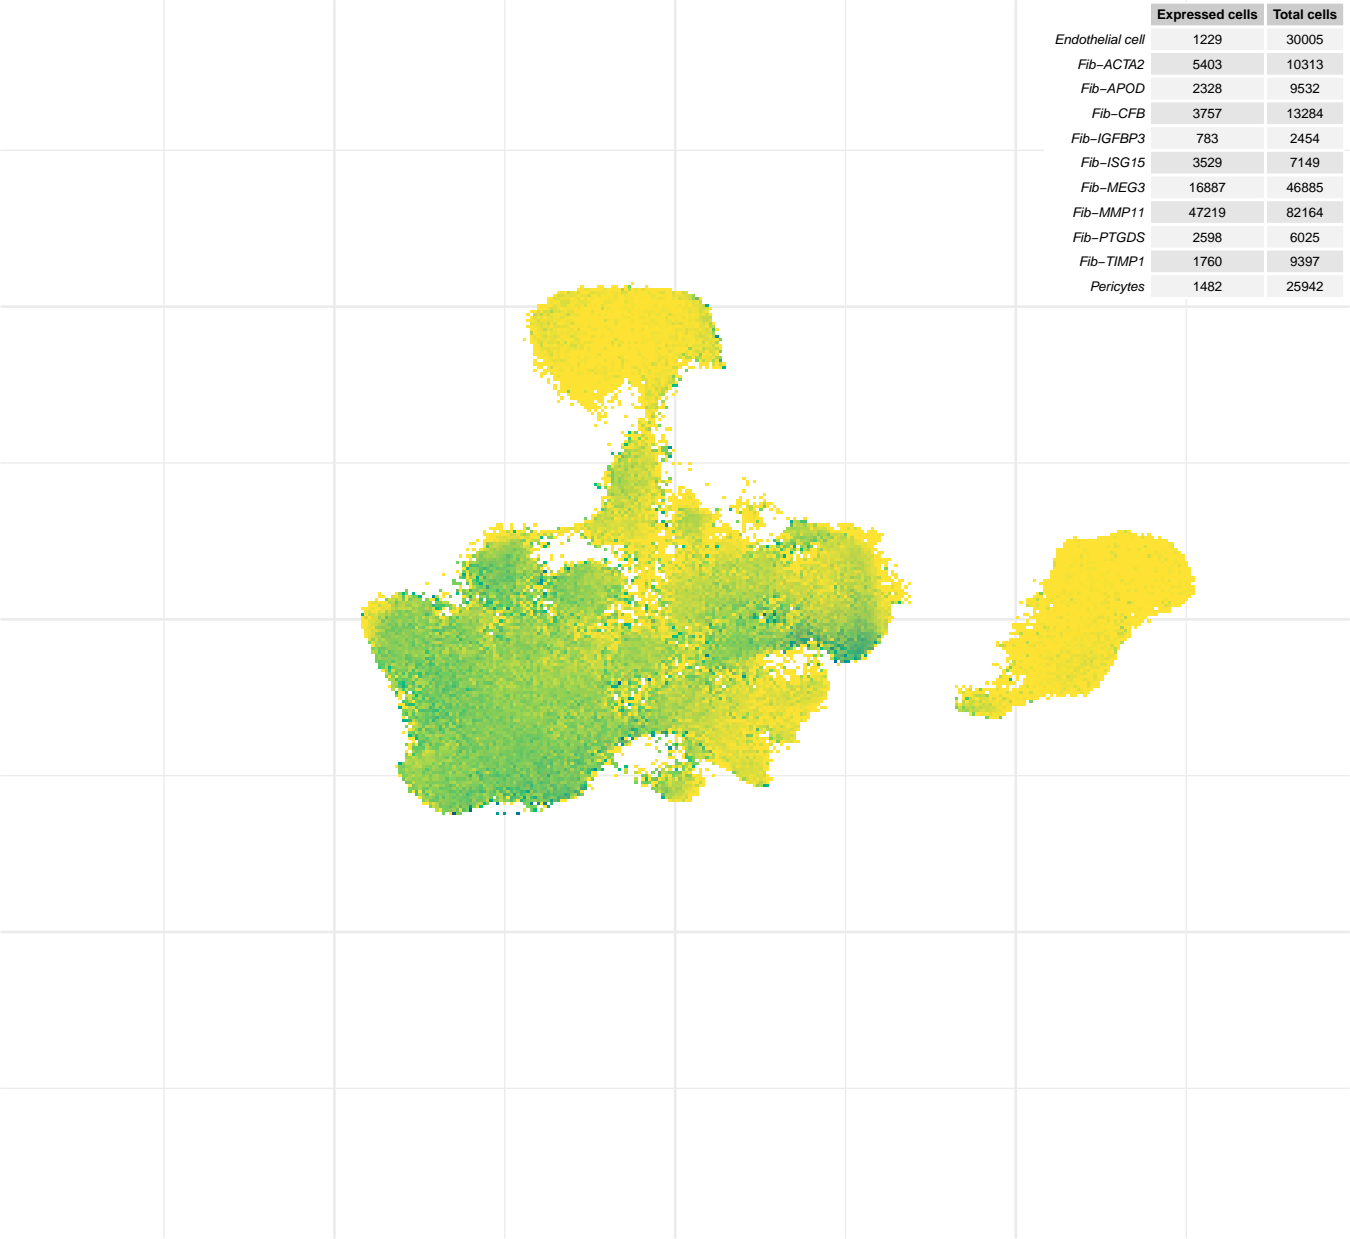 Expressed cells Total cells
Endothelial cell 1229 30005
Fib−ACTA2 5403 10313
Fib−APOD 2328 9532
Fib−CFB 3757 13284
Fib−IGFBP3 783 2454
Fib−ISG15 3529 7149
Fib−MEG3 16887 46885
Fib−MMP11 47219 82164
Fib−PTGDS 2598 6025
Fib−TIMP1 1760 9397
Pericytes 1482 25942